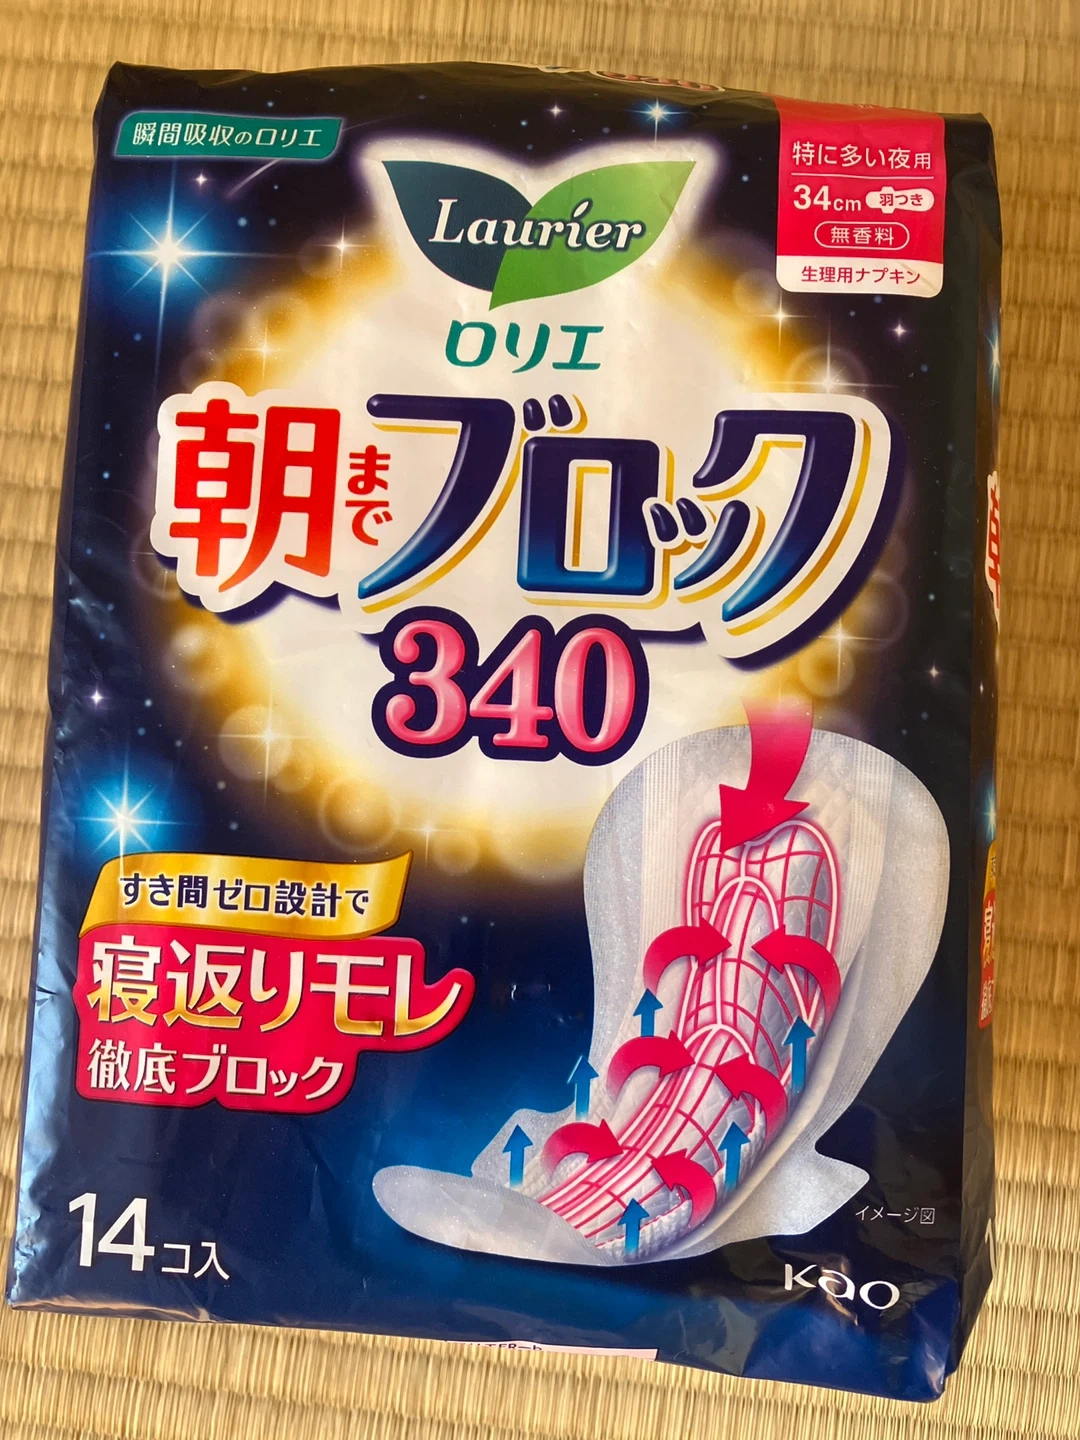 瞬間吸収のロリエ
特に多い夜用
34cm 羽つき
無香料
生理用ナプキン
Laurier
ロリエ
朝までブロック
340
すき間ゼロ設計で
寝返りモレ
徹底ブロック
14コ入
イメージ図
Kao